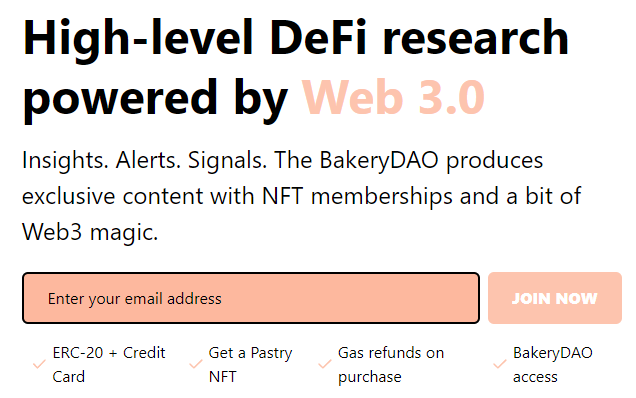 High-level DeFi research
powered by Web 3.0
Insights. Alerts. Signals. The BakeryDAO produces
exclusive content with NFT memberships and a bit of
Web3 magic.
Enter your email address
JOIN NOW
ERC-20 + Credit
Card
Get a Pastry
NFT
Gas refunds on
purchase
BakeryDAO
access